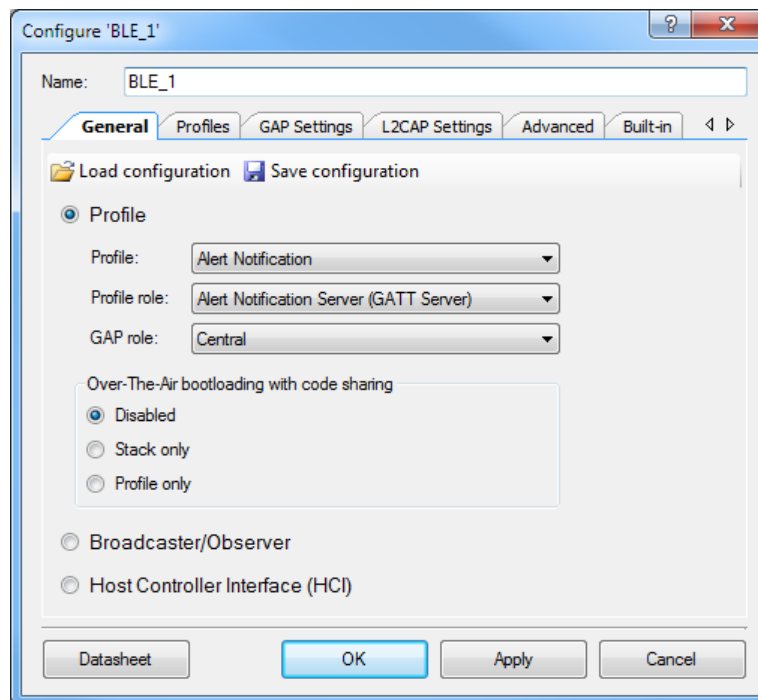 Configure 'BLE_1'
Name: BLE_1
General Profiles GAP Settings L2CAP Settings Advanced Built-in
Load configuration Save configuration
Profile
Profile: Alert Notification
Profile role: Alert Notification Server (GATT Server)
GAP role: Central
Over-The-Air bootloading with code sharing
Disabled
Stack only
Profile only
Broadcaster/Observer
Host Controller Interface (HCI)
Datasheet OK Apply Cancel